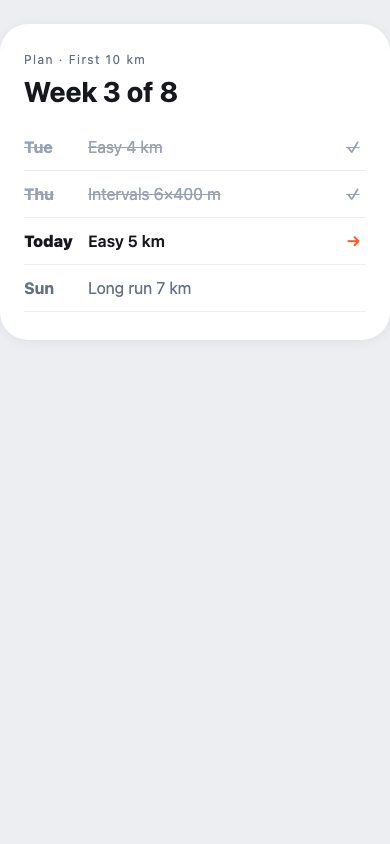 Plan · First 10 km
Week 3 of 8
Tue Easy 4 km ✓
Thu Intervals 6×400 m ✓
Today Easy 5 km →
Sun Long run 7 km